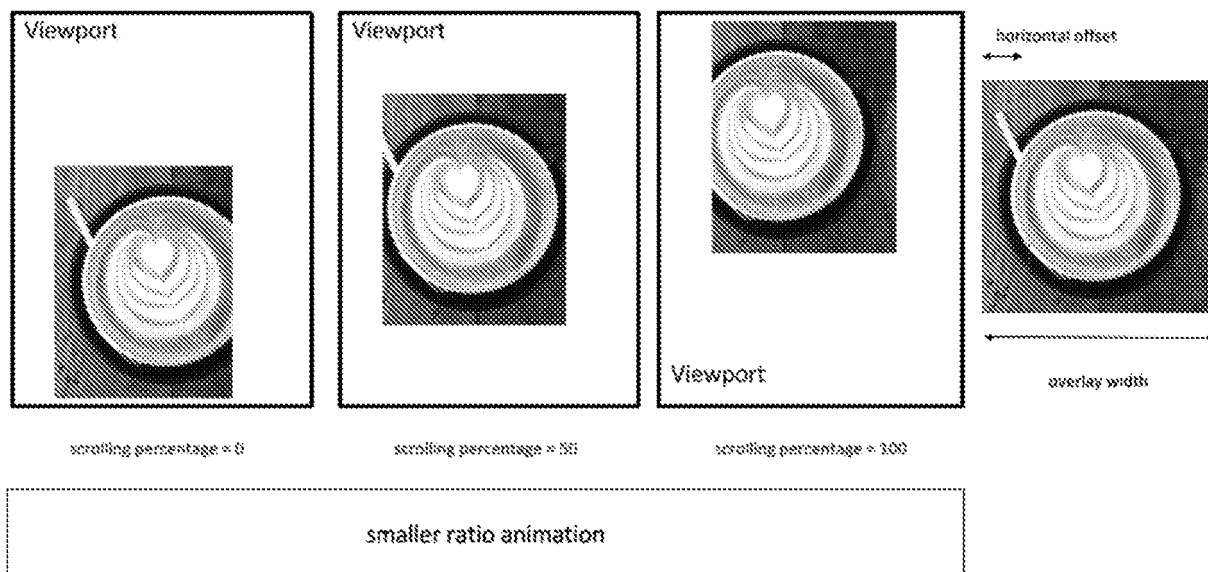 Viewport
Viewport
Viewport
horizontal offset
overlay width
scrolling percentage = 0
scrolling percentage = 50
scrolling percentage = 100
smaller ratio animation